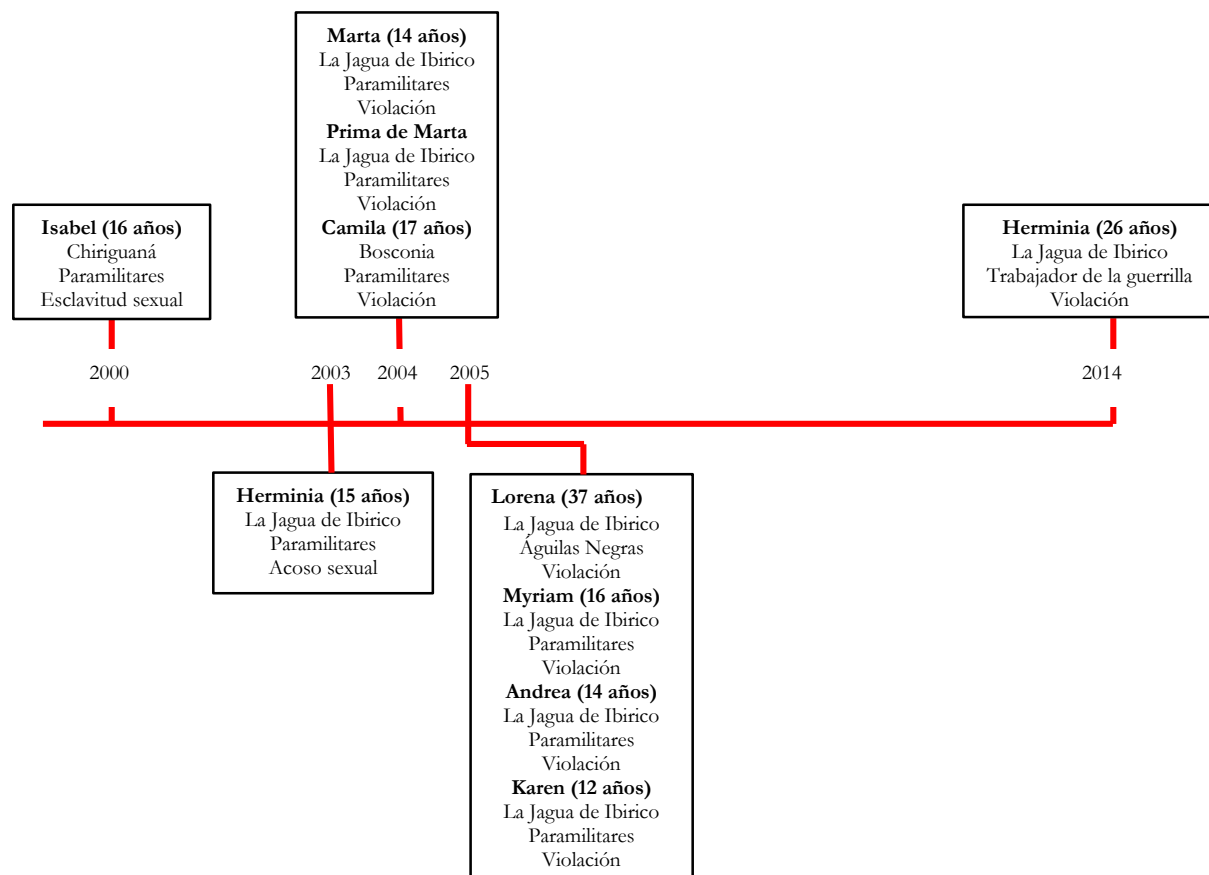 Marta (14 años)
La Jagua de Ibirico
Paramilitares
Violación
Prima de Marta
La Jagua de Ibirico
Paramilitares
Violación
Camila (17 años)
Bosconia
Paramilitares
Violación
Isabel (16 años)
Chiriguaná
Paramilitares
Esclavitud sexual
Herminia (26 años)
La Jagua de Ibirico
Trabajador de la guerrilla
Violación
2000
2003
2004
2005
2014
Herminia (15 años)
La Jagua de Ibirico
Paramilitares
Acoso sexual
Lorena (37 años)
La Jagua de Ibirico
Águilas Negras
Violación
Myriam (16 años)
La Jagua de Ibirico
Paramilitares
Violación
Andrea (14 años)
La Jagua de Ibirico
Paramilitares
Violación
Karen (12 años)
La Jagua de Ibirico
Paramilitares
Violación